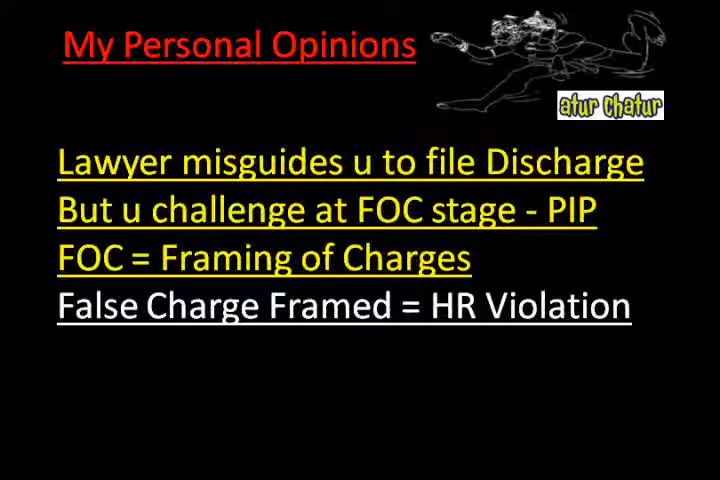 My Personal Opinions
atur chatur
Lawyer misguides u to file Discharge
But u challenge at FOC stage - PIP
FOC = Framing of Charges
False Charge Framed = HR Violation